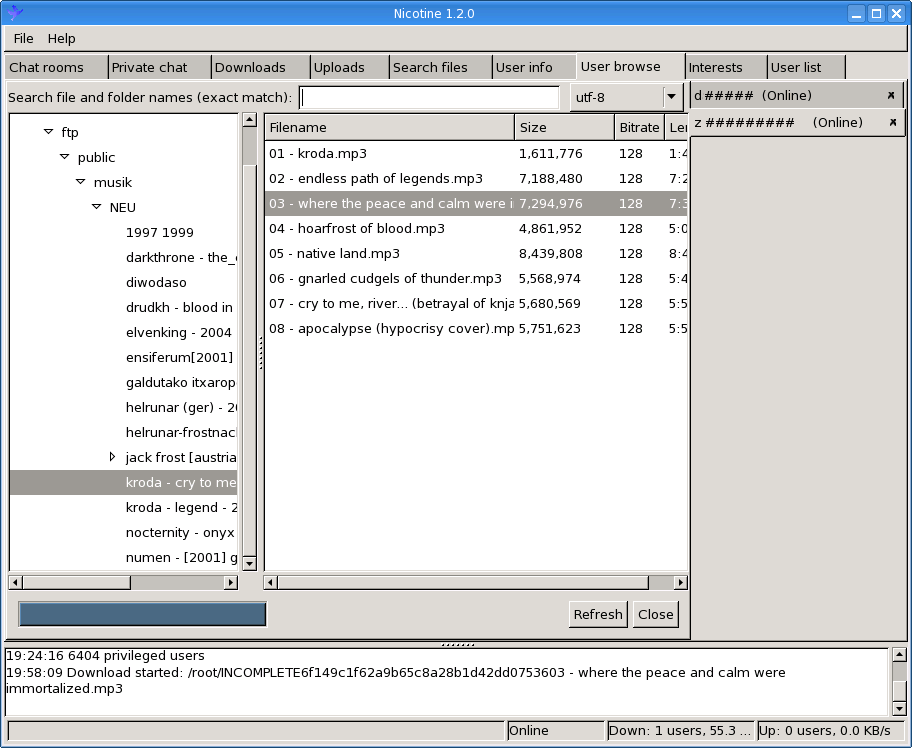 Nicotine 1.2.0
File Help
Chat rooms Private chat Downloads Uploads Search files User info User browse Interests User list
Search file and folder names (exact match): utf-8
d ##### (Online)
z ######### (Online)
ftp
public
musik
NEU
1997 1999
darkthrone - the_
diwodaso
drudkh - blood in
elvenking - 2004
ensiferum[2001]
galdutako itxarop
helrunar (ger) - 20
helrunar-frostnac
jack frost [austria
kroda - cry to me
kroda - legend - 2
nocternity - onyx
numen - [2001] g
Filename Size Bitrate Ler
01 - kroda.mp3 1,611,776 128 1:4
02 - endless path of legends.mp3 7,188,480 128 7:2
03 - where the peace and calm were i 7,294,976 128 7:3
04 - hoarfrost of blood.mp3 4,861,952 128 5:0
05 - native land.mp3 8,439,808 128 8:4
06 - gnarled cudgels of thunder.mp3 5,568,974 128 5:4
07 - cry to me, river... (betrayal of knja 5,680,569 128 5:5
08 - apocalypse (hypocrisy cover).mp 5,751,623 128 5:5
Refresh Close
19:24:16 6404 privileged users
19:58:09 Download started: /root/INCOMPLETE6f149c1f62a9b65c8a28b1d42dd0753603 - where the peace and calm were
immortalized.mp3
Online Down: 1 users, 55.3 ... Up: 0 users, 0.0 KB/s